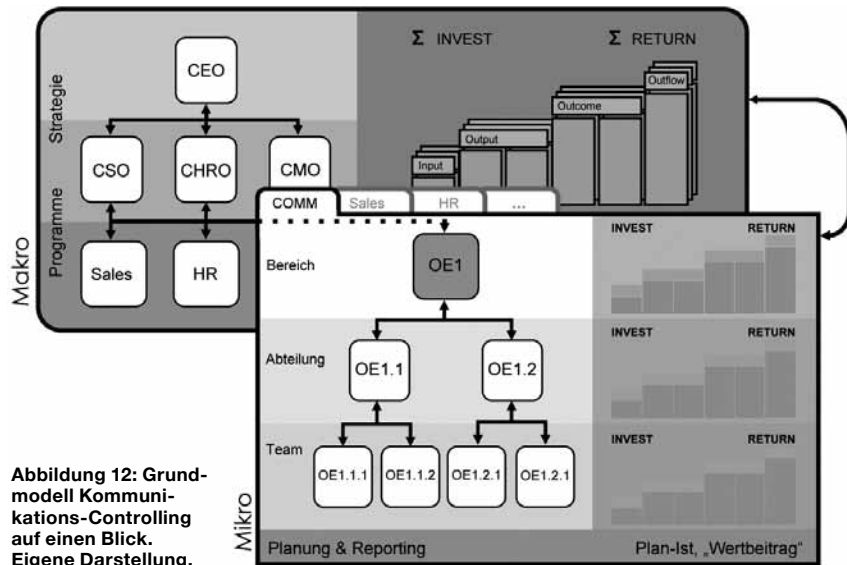 Σ INVEST
Σ RETURN
CEO
Strategie
CSO
CHRO
CMO
Input
Output
Outcome
Outflow
Makro
Programme
Sales
HR
COMM
Sales
HR
...
Bereich
OE1
INVEST
RETURN
Abteilung
OE1.1
OE1.2
INVEST
RETURN
Team
OE1.1.1
OE1.1.2
OE1.2.1
OE1.2.1
INVEST
RETURN
Mikro
Planung & Reporting
Plan-Ist, „Wertbeitrag“
Abbildung 12: Grund-
modell Kommuni-
kations-Controlling
auf einen Blick.
Eigene Darstellung.